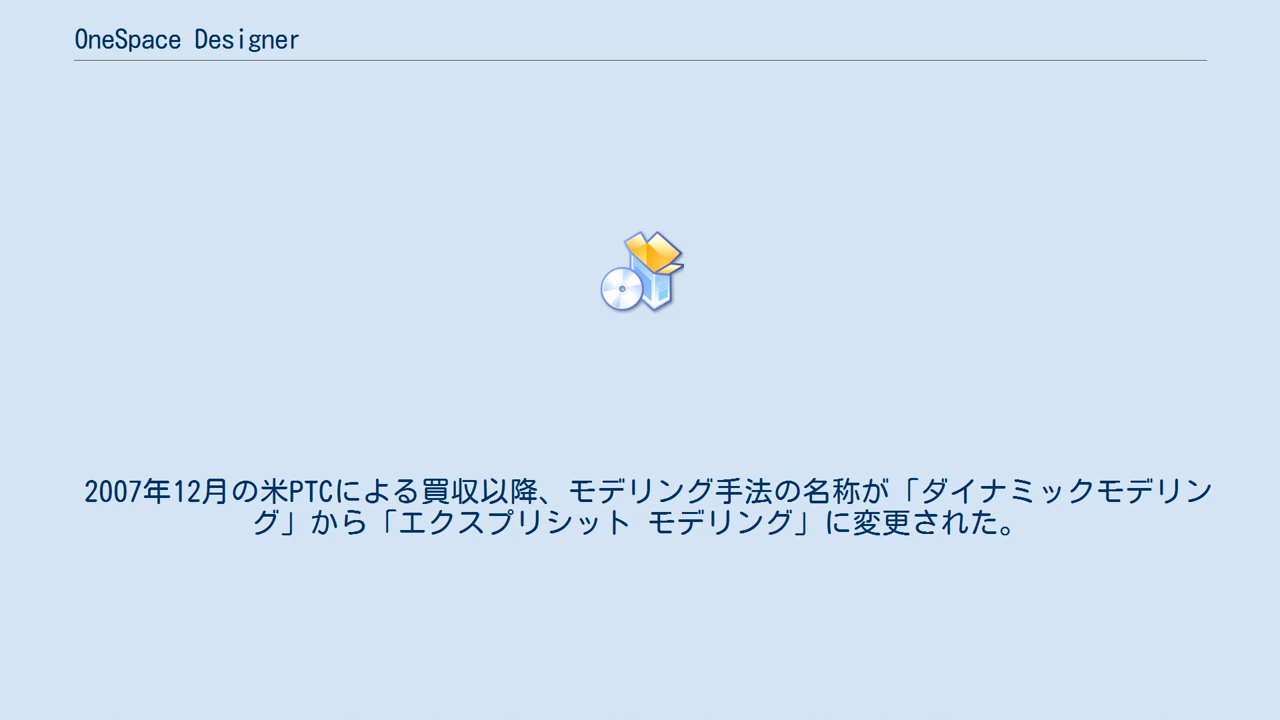 OneSpace Designer
2007年12月の米PTCによる買収以降、モデリング手法の名称が「ダイナミックモデリン
グ」から「エクスプリシット モデリング」に変更された。